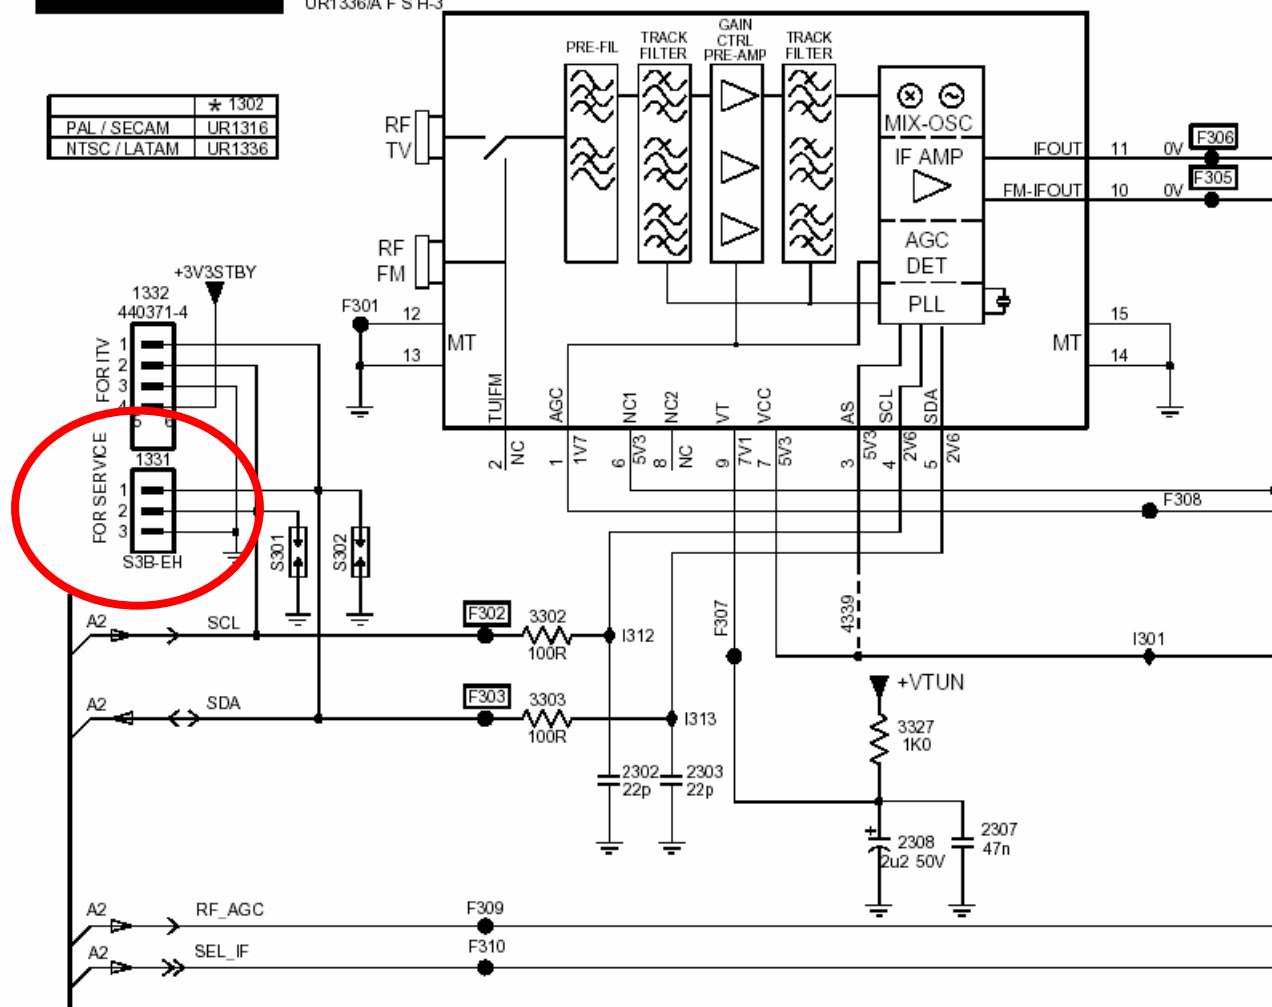 UR1336/A F S H-3
* 1302
PAL / SECAM UR1316
NTSC / LATAM UR1336
PRE-FIL
TRACK
FILTER
GAIN
CTRL
PRE-AMP
TRACK
FILTER
RF
TV
RF
FM
MIX-OSC
IF AMP
AGC
DET
PLL
IFOUT 11 0V F306
FM-IFOUT 10 0V F305
+3V3STBY
1332
440371-4
FOR ITV
1
2
3
4
5 6
F301
12
13
MT
MT
15
14
TU|FM
AGC
NC1
NC2
VT
VCC
AS
SCL
SDA
2 NC
1 1V7
6 5V3
8 NC
9 7V1
7 5V3
3 5V3
4 2V6
5 2V6
FOR SERVICE
1331
1
2
3
S3B-EH
S301
S302
F308
F307
4339
I301
A2 SCL F302 3302
100R
I312
A2 SDA F303 3303
100R
I313
2302
22p
2303
22p
+VTUN
3327
1K0
+
2308
2u2 50V
2307
47n
A2 RF_AGC F309
A2 SEL_IF F310